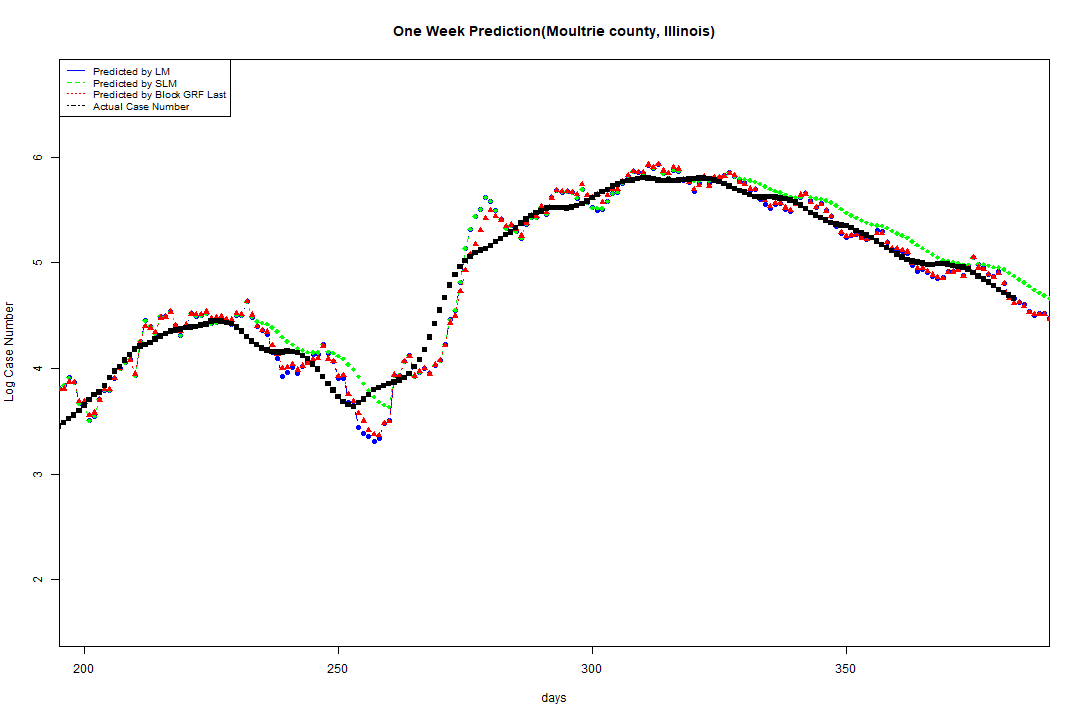 One Week Prediction(Moultrie county, Illinois)
Predicted by LM
Predicted by SLM
Predicted by Block GRF Last
Actual Case Number
6
5
4
3
2
Log Case Number
200
250
300
350
days